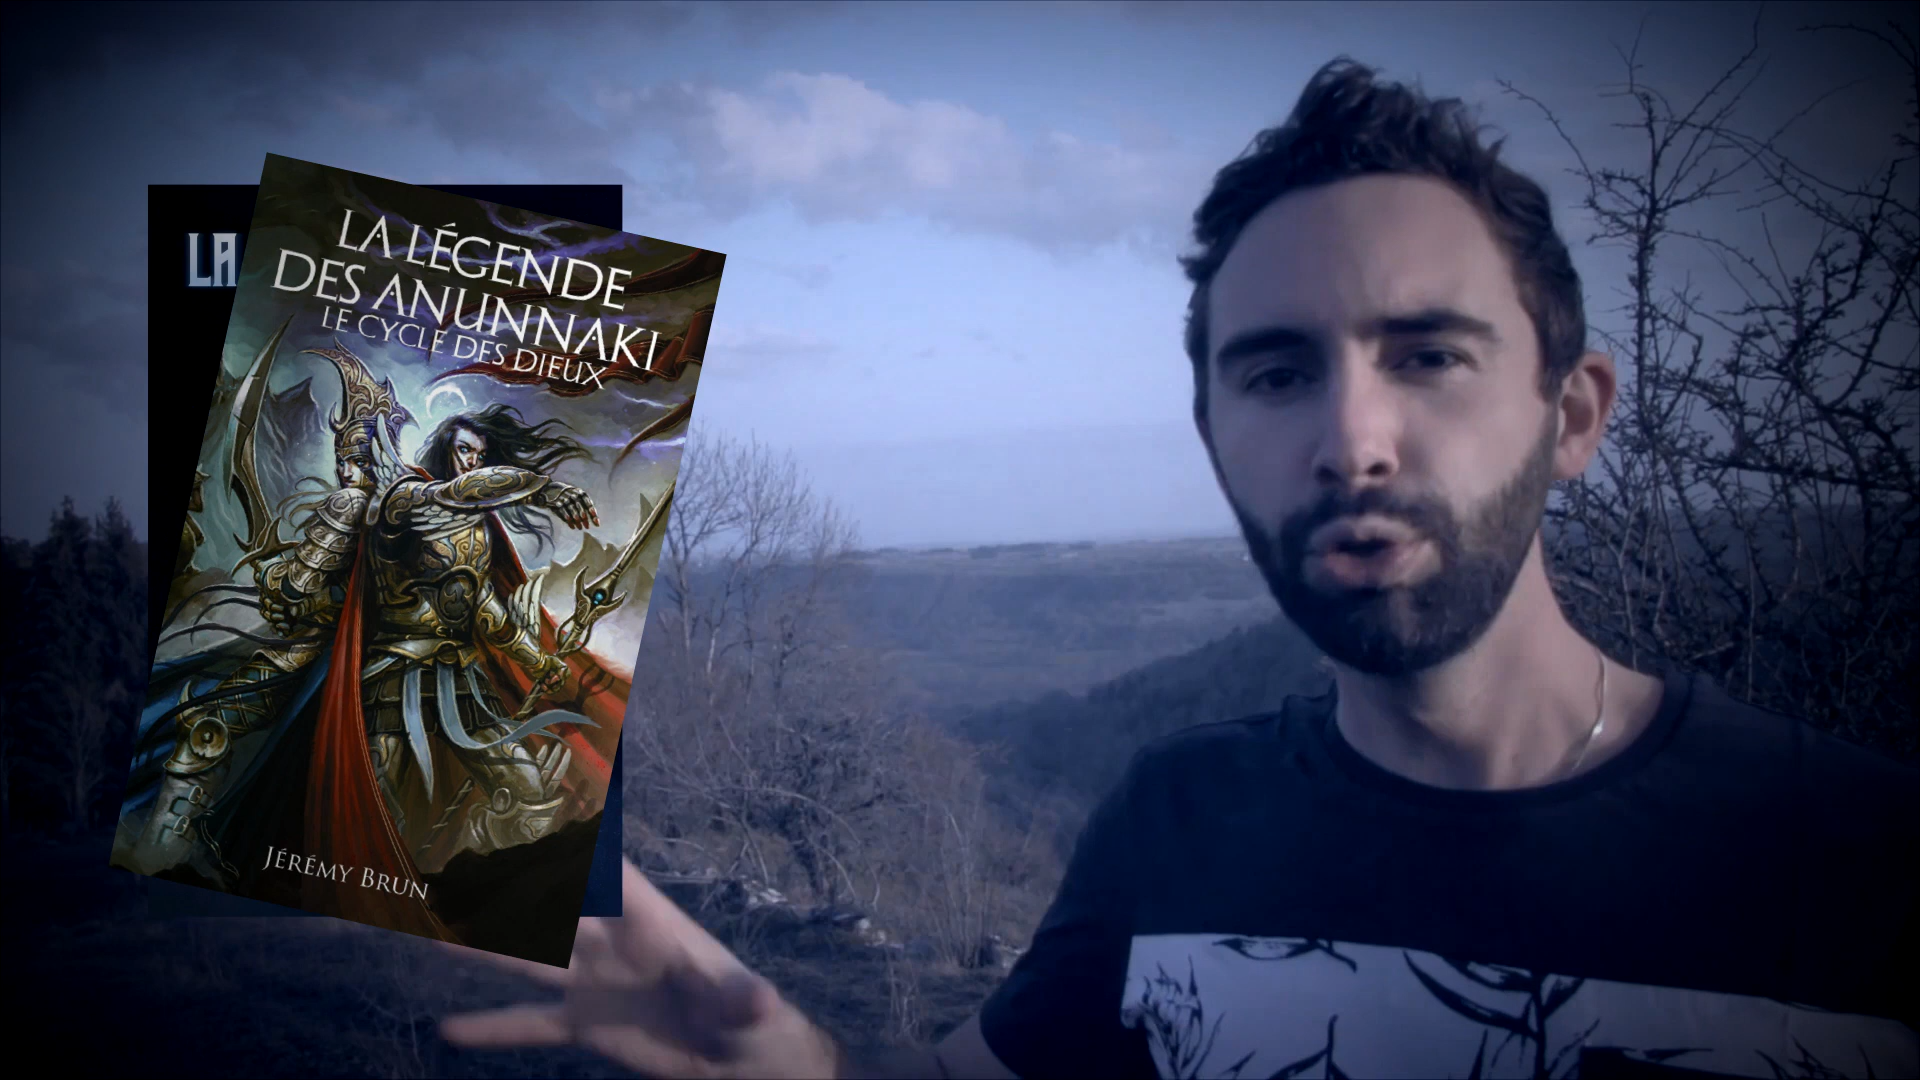 LA
LA LÉGENDE
DES ANUNNAKI
LE CYCLE DES DIEUX
JÉRÉMY BRUN